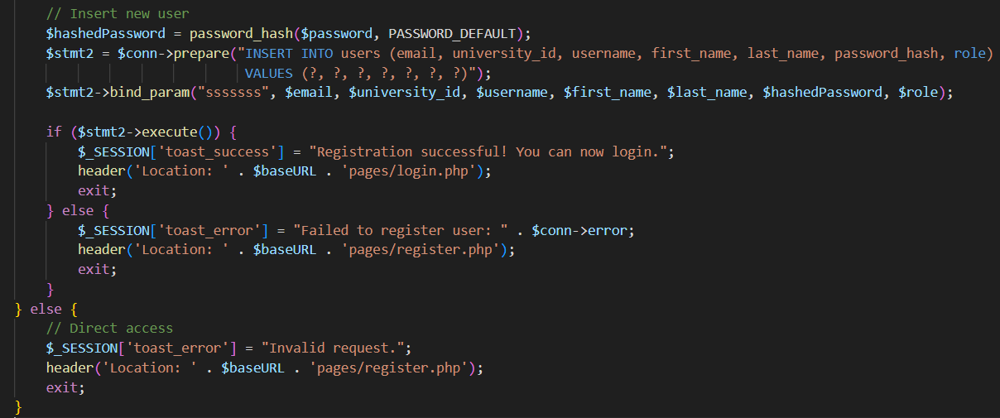 // Insert new user
$hashedPassword = password_hash($password, PASSWORD_DEFAULT);
$stmt2 = $conn->prepare("INSERT INTO users (email, university_id, username, first_name, last_name, password_hash, role)
VALUES (?, ?, ?, ?, ?, ?, ?)");
$stmt2->bind_param("sssssss", $email, $university_id, $username, $first_name, $last_name, $hashedPassword, $role);
if ($stmt2->execute()) {
$_SESSION['toast_success'] = "Registration successful! You can now login.";
header('Location: ' . $baseURL . 'pages/login.php');
exit;
} else {
$_SESSION['toast_error'] = "Failed to register user: " . $conn->error;
header('Location: ' . $baseURL . 'pages/register.php');
exit;
}
} else {
// Direct access
$_SESSION['toast_error'] = "Invalid request.";
header('Location: ' . $baseURL . 'pages/register.php');
exit;
}